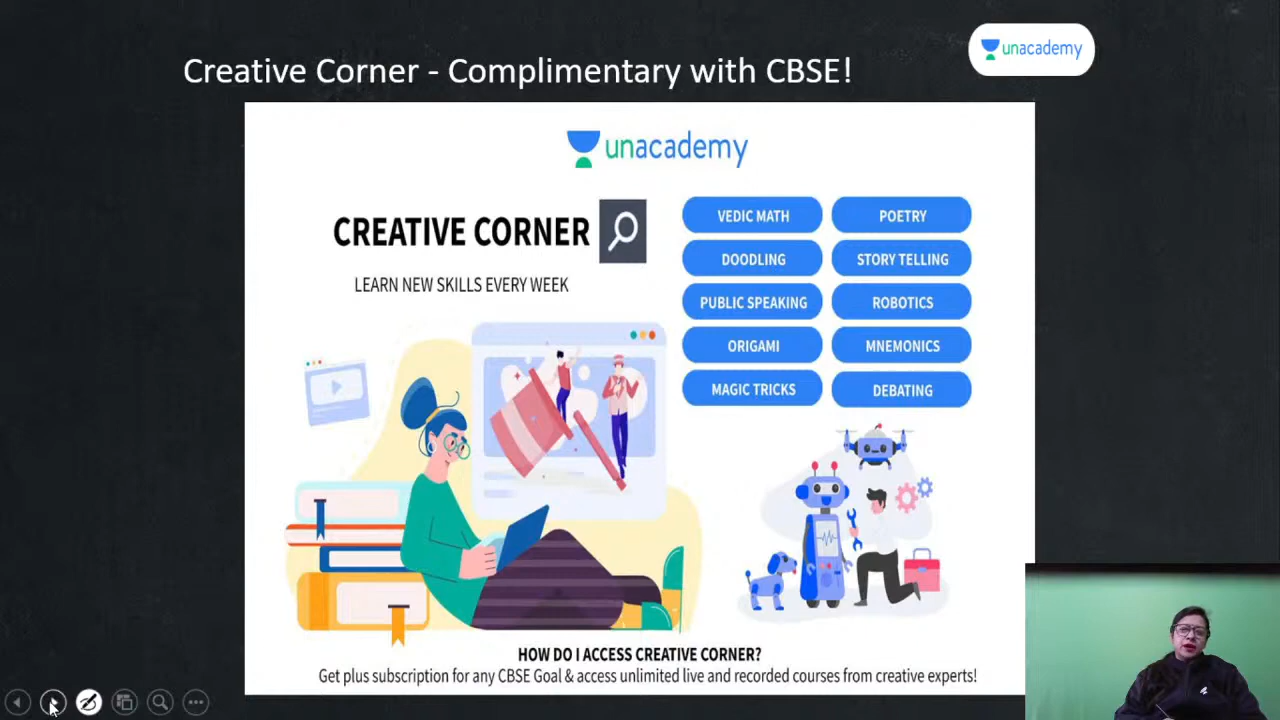 Creative Corner - Complimentary with CBSE!
unacademy
unacademy
CREATIVE CORNER
LEARN NEW SKILLS EVERY WEEK
VEDIC MATH
POETRY
DOODLING
STORY TELLING
PUBLIC SPEAKING
ROBOTICS
ORIGAMI
MNEMONICS
MAGIC TRICKS
DEBATING
HOW DO I ACCESS CREATIVE CORNER?
Get plus subscription for any CBSE Goal & access unlimited live and recorded courses from creative experts!